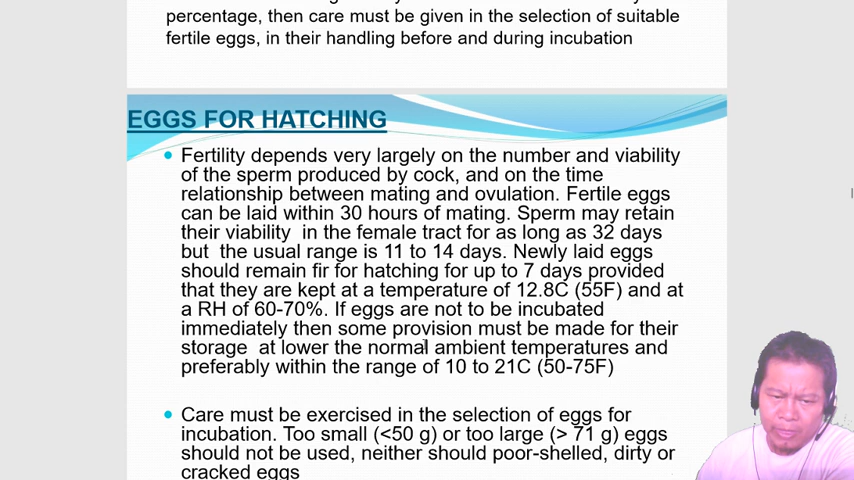 percentage, then care must be given in the selection of suitable
fertile eggs, in their handling before and during incubation
EGGS FOR HATCHING
• Fertility depends very largely on the number and viability
of the sperm produced by cock, and on the time
relationship between mating and ovulation. Fertile eggs
can be laid within 30 hours of mating. Sperm may retain
their viability in the female tract for as long as 32 days
but the usual range is 11 to 14 days. Newly laid eggs
should remain fir for hatching for up to 7 days provided
that they are kept at a temperature of 12.8C (55F) and at
a RH of 60-70%. If eggs are not to be incubated
immediately then some provision must be made for their
storage at lower the normal ambient temperatures and
preferably within the range of 10 to 21C (50-75F)
• Care must be exercised in the selection of eggs for
incubation. Too small (<50 g) or too large (> 71 g) eggs
should not be used, neither should poor-shelled, dirty or
cracked eggs